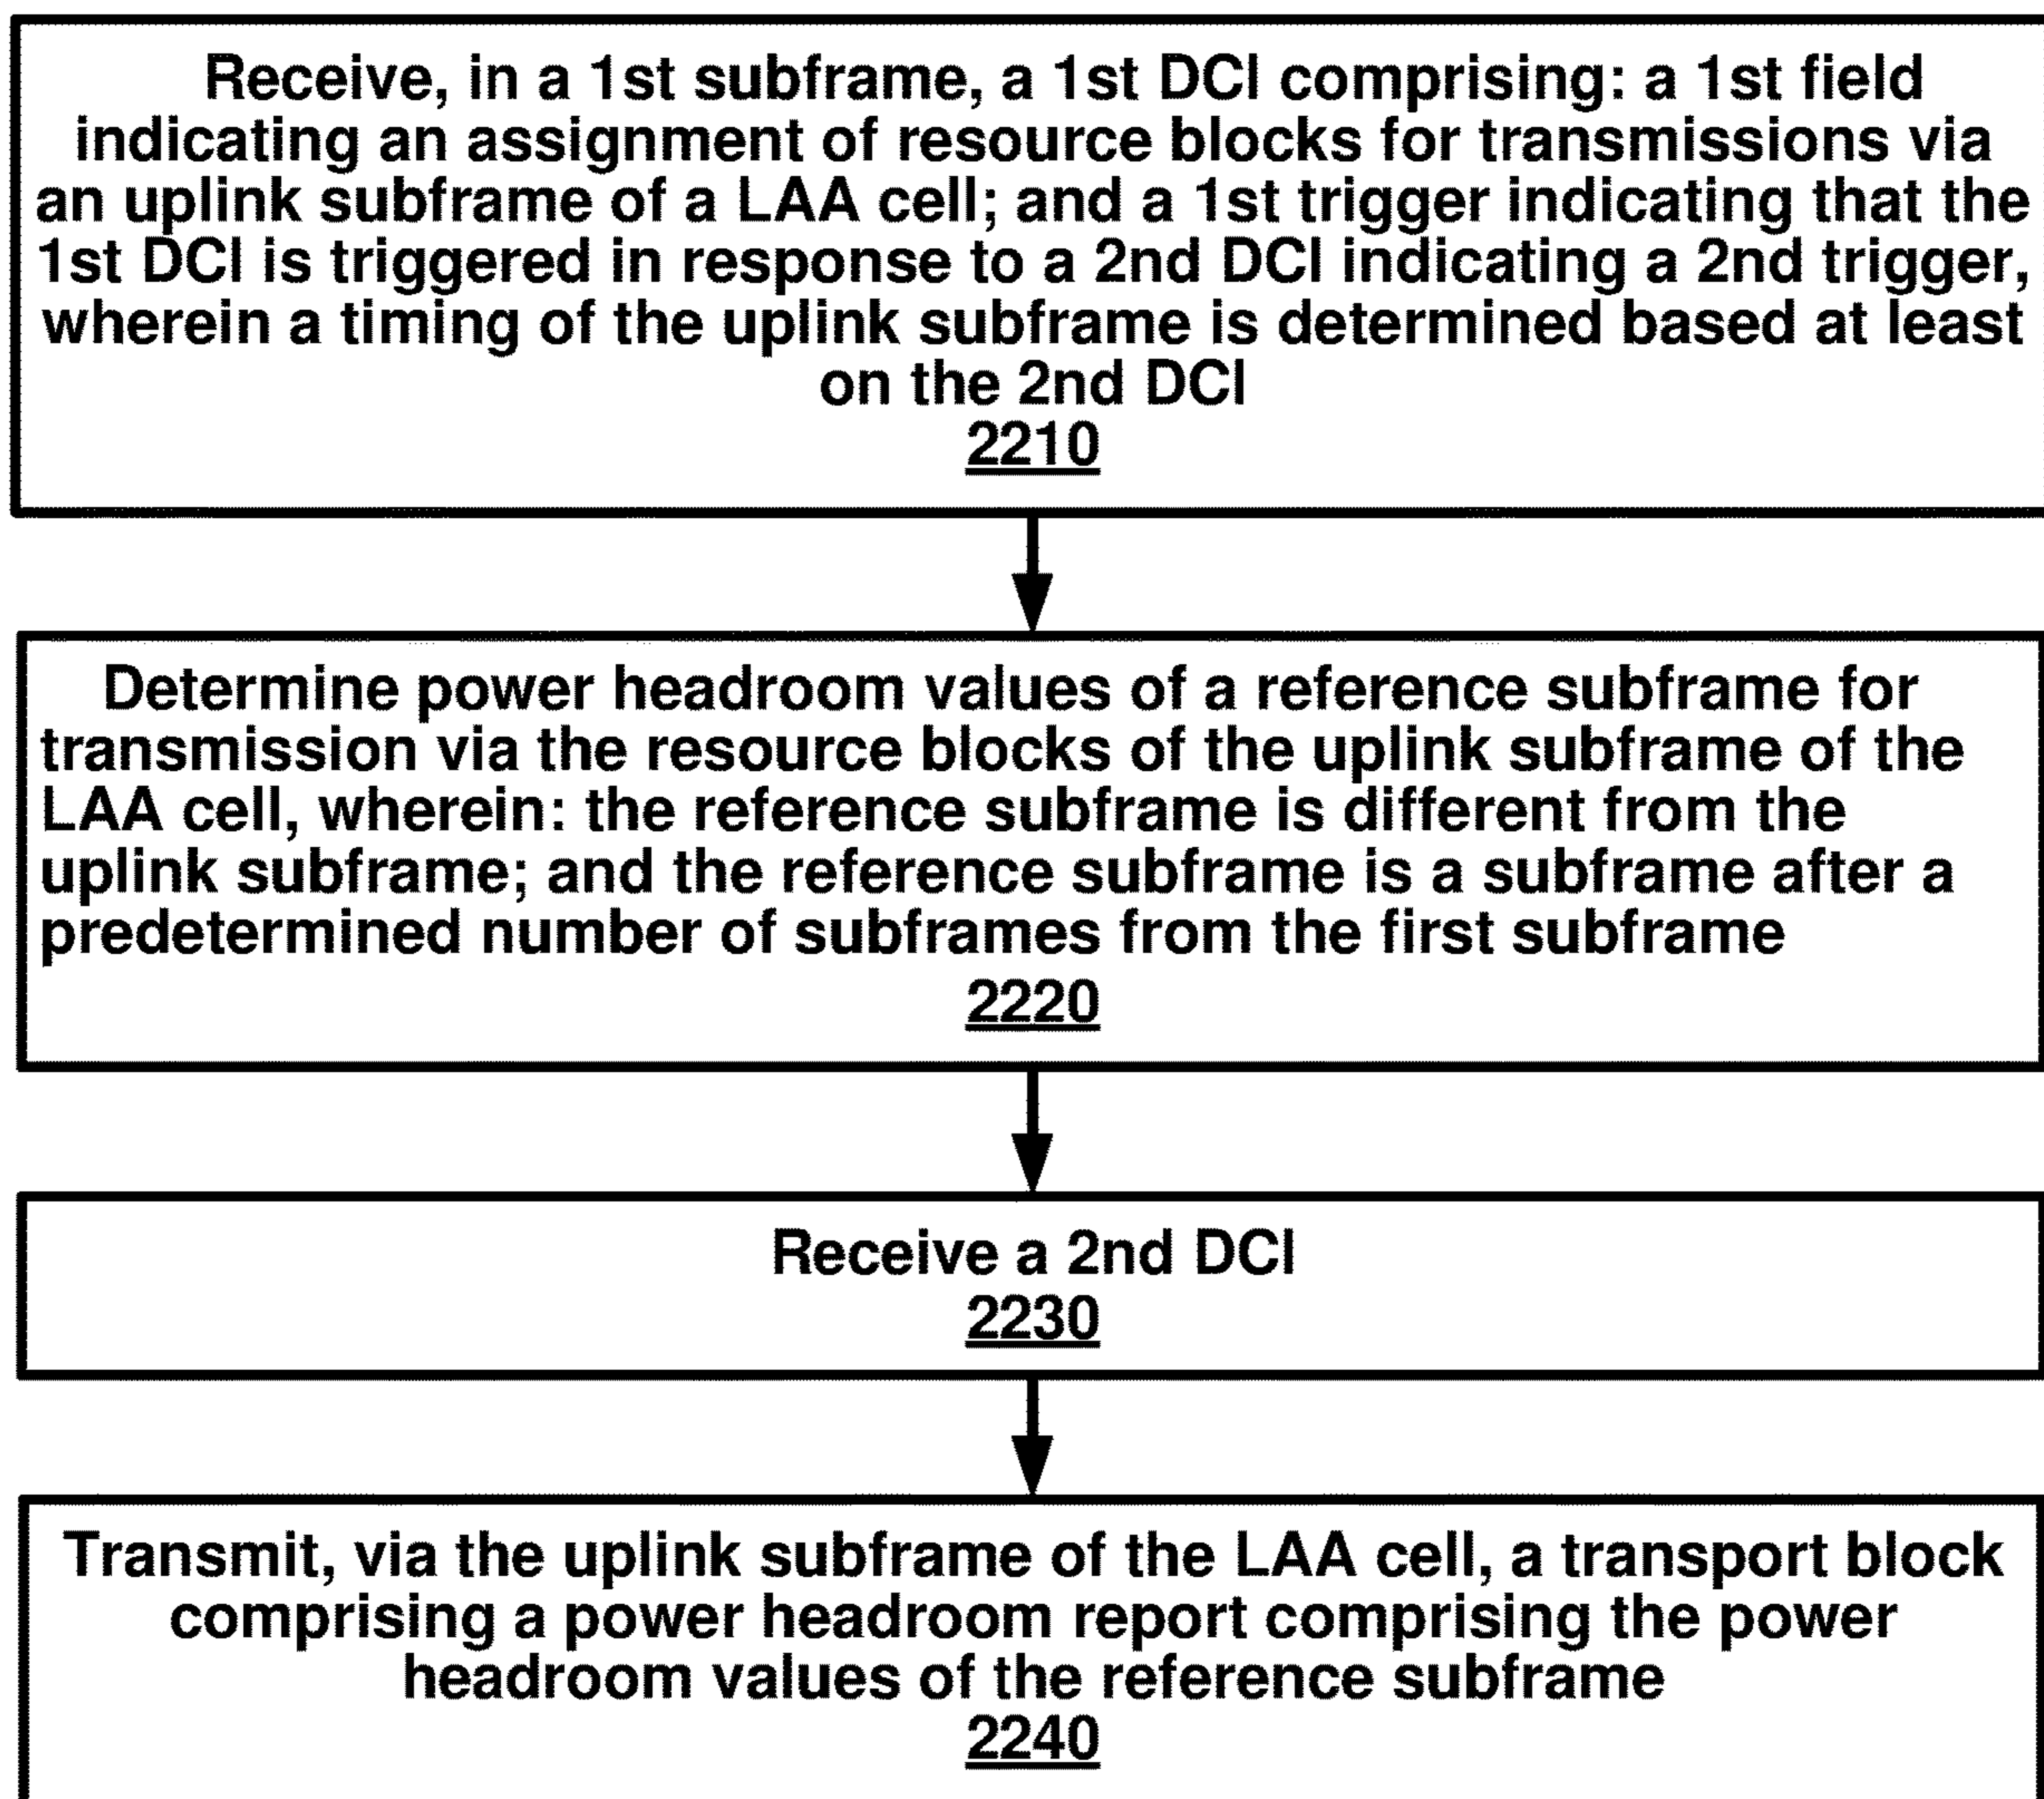 Receive, in a 1st subframe, a 1st DCI comprising: a 1st field
indicating an assignment of resource blocks for transmissions via
an uplink subframe of a LAA cell; and a 1st trigger indicating that the
1st DCI is triggered in response to a 2nd DCI indicating a 2nd trigger,
wherein a timing of the uplink subframe is determined based at least
on the 2nd DCI
2210
Determine power headroom values of a reference subframe for
transmission via the resource blocks of the uplink subframe of the
LAA cell, wherein: the reference subframe is different from the
uplink subframe; and the reference subframe is a subframe after a
predetermined number of subframes from the first subframe
2220
Receive a 2nd DCI
2230
Transmit, via the uplink subframe of the LAA cell, a transport block
comprising a power headroom report comprising the power
headroom values of the reference subframe
2240